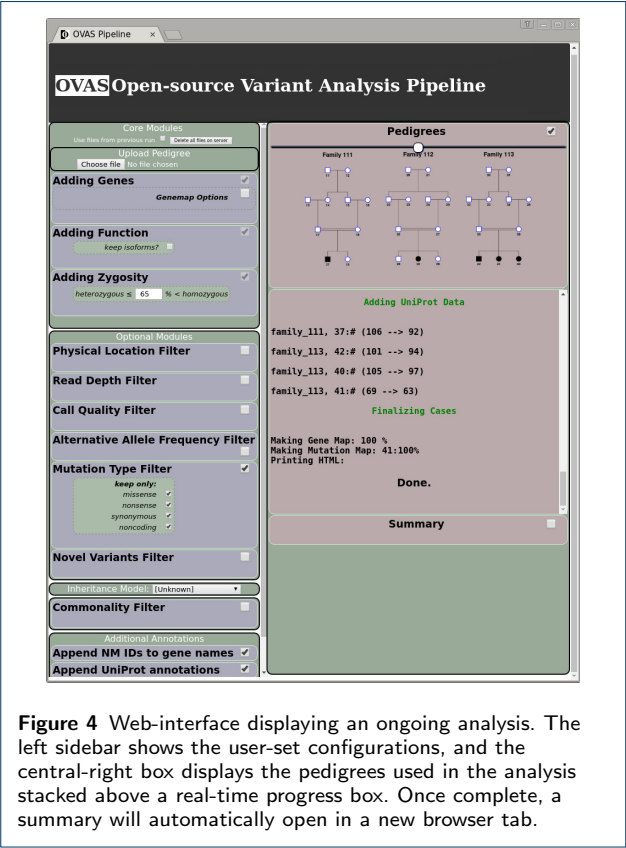 OVAS Pipeline ×
OVAS Open-source Variant Analysis Pipeline
Core Modules
Use files from previous run Delete all files on server
Upload Pedigree
Choose file No file chosen
Adding Genes
Genemap Options
Adding Function
keep isoforms?
Adding Zygosity
heterozygous ≤ 65 % < homozygous
Optional Modules
Physical Location Filter
Read Depth Filter
Call Quality Filter
Alternative Allele Frequency Filter
Mutation Type Filter
keep only:
missense
nonsense
synonymous
noncoding
Novel Variants Filter
Inheritance Model: [Unknown]
Commonality Filter
Additional Annotations
Append NM IDs to gene names
Append UniProt annotations
Pedigrees
Family 111 Family 112 Family 113
Adding UniProt Data
family_111, 37:# (106 --> 92)
family_113, 42:# (101 --> 94)
family_113, 40:# (105 --> 97)
family_113, 41:# (69 --> 63)
Finalizing Cases
Making Gene Map: 100 %
Making Mutation Map: 41:100%
Printing HTML:
Done.
Summary
Figure 4 Web-interface displaying an ongoing analysis. The
left sidebar shows the user-set configurations, and the
central-right box displays the pedigrees used in the analysis
stacked above a real-time progress box. Once complete, a
summary will automatically open in a new browser tab.